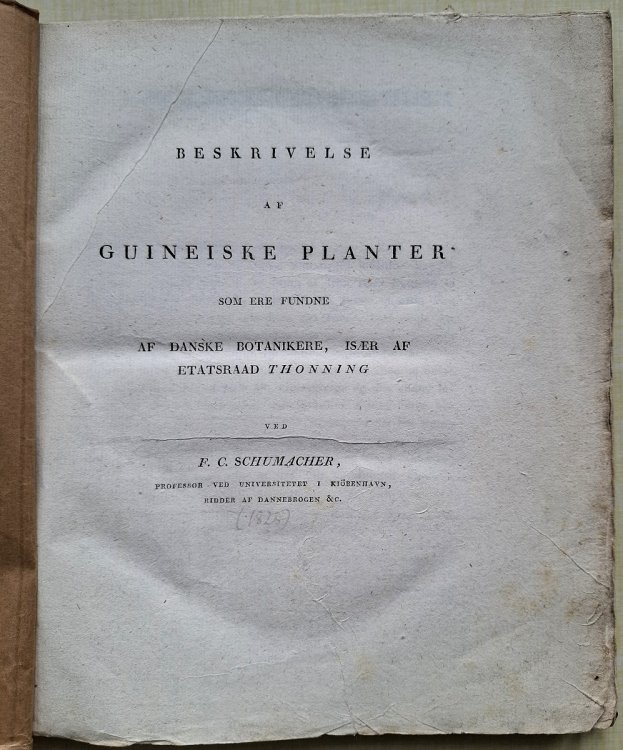 BESKRIVELSE
AF
GUINEISKE PLANTER
SOM ERE FUNDNE
AF DANSKE BOTANIKERE, ISÆR AF
ETATSRAAD THONNING
VED
F. C. SCHUMACHER,
PROFESSOR VED UNIVERSITETET I KIÖBENHAVN,
RIDDER AF DANNEBROGEN &C.